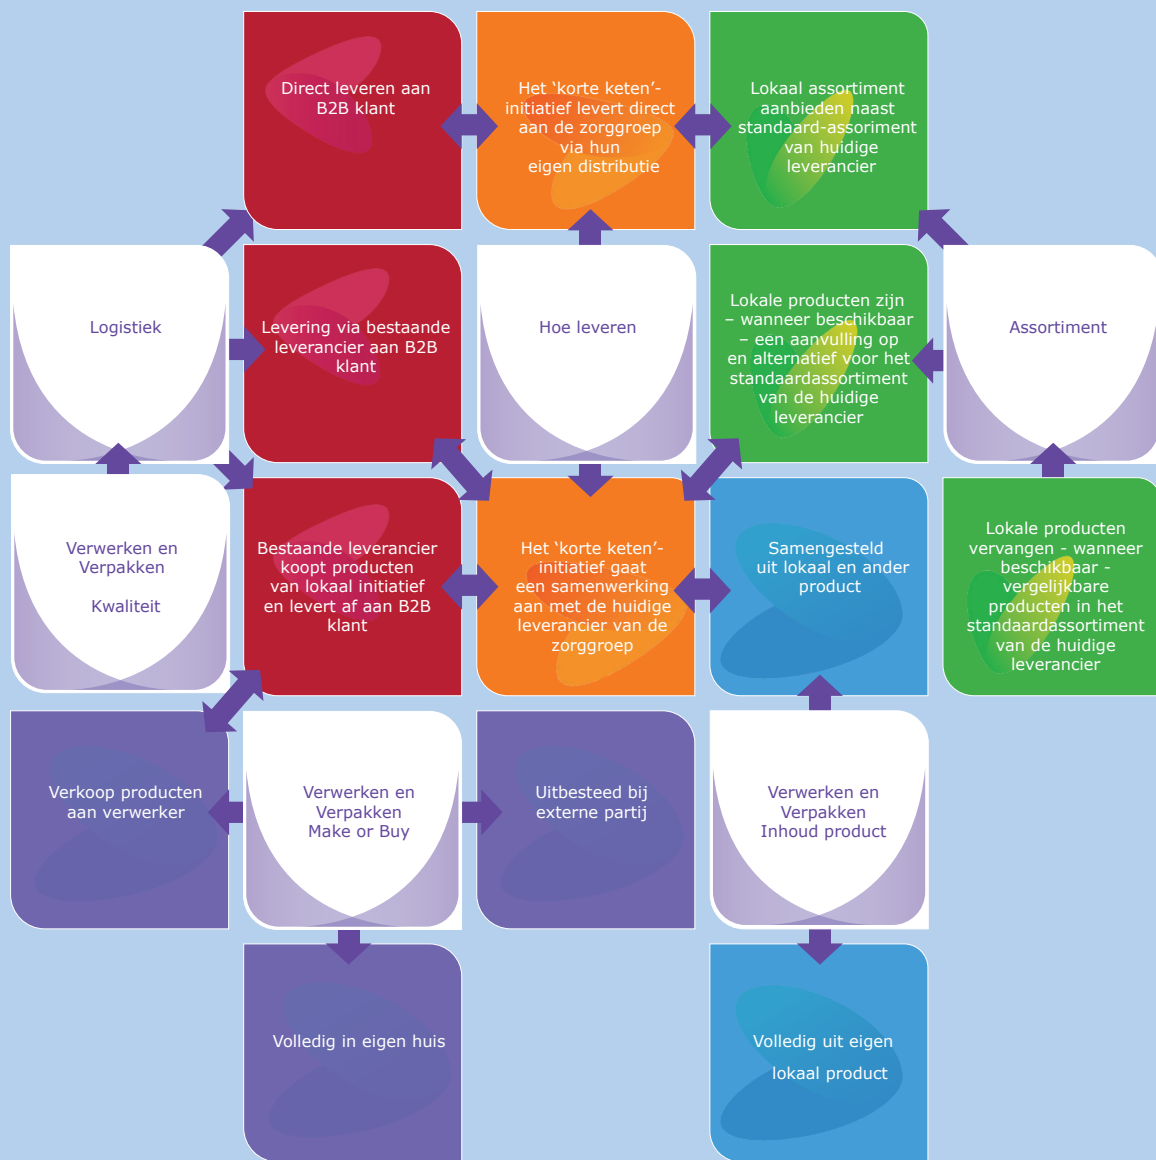 Direct leveren aan
B2B klant
Het ‘korte keten’-
initiatief levert direct
aan de zorggroep
via hun
eigen distributie
Lokaal assortiment
aanbieden naast
standaard-assoriment
van huidige
leverancier
Logistiek
Levering via bestaande
leverancier aan B2B
klant
Hoe leveren
Lokale producten zijn
– wanneer beschikbaar
– een aanvulling op
en alternatief voor het
standaardassortiment
van de huidige
leverancier
Assortiment
Verwerken en
Verpakken
Kwaliteit
Bestaande leverancier
koopt producten
van lokaal initiatief
en levert af aan B2B
klant
Het ‘korte keten’-
initiatief gaat
een samenwerking
aan met de huidige
leverancier van de
zorggroep
Samengesteld
uit lokaal en ander
product
Lokale producten
vervangen - wanneer
beschikbaar -
vergelijkbare
producten in het
standaardassortiment
van de huidige
leverancier
Verkoop producten
aan verwerker
Verwerken en
Verpakken
Make or Buy
Uitbesteed bij
externe partij
Verwerken en
Verpakken
Inhoud product
Volledig in eigen huis
Volledig uit eigen
lokaal product